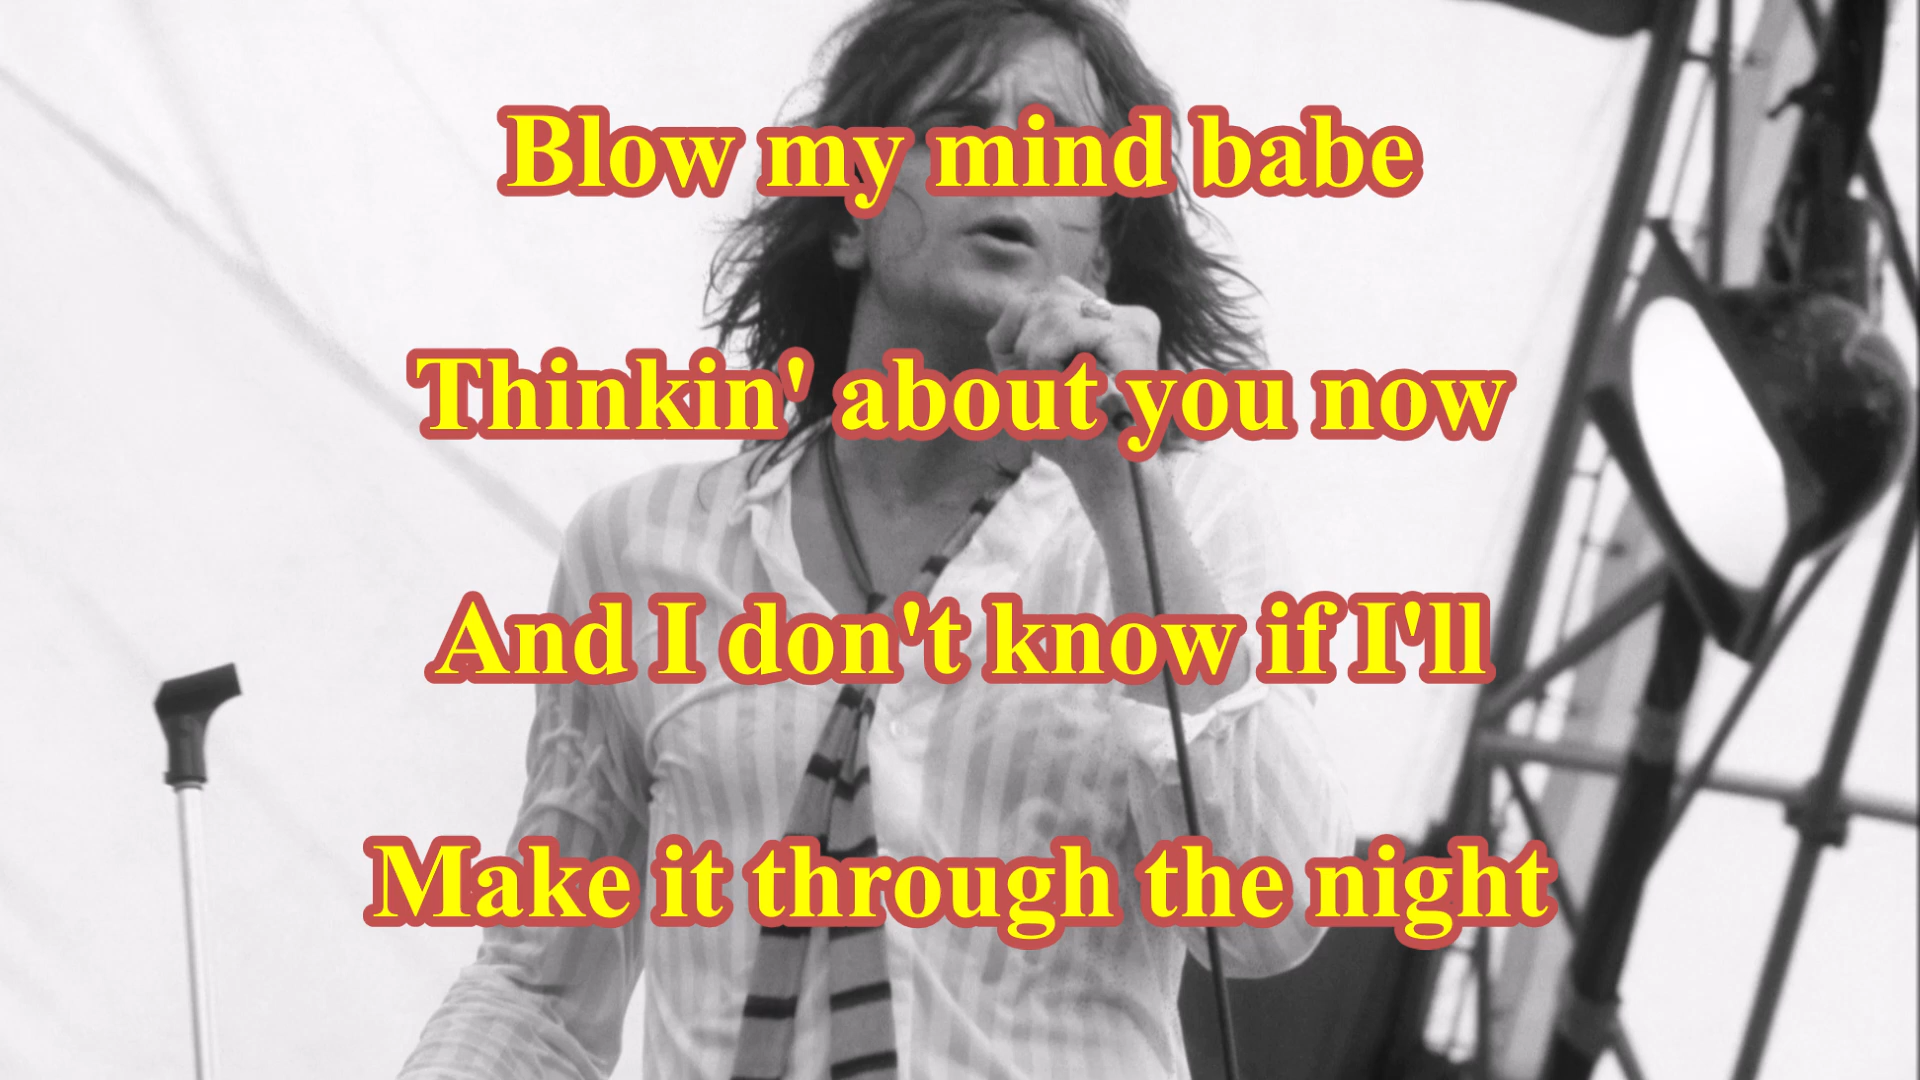 Blow my mind babe
Thinkin' about you now
And I don't know if I'll
Make it through the night